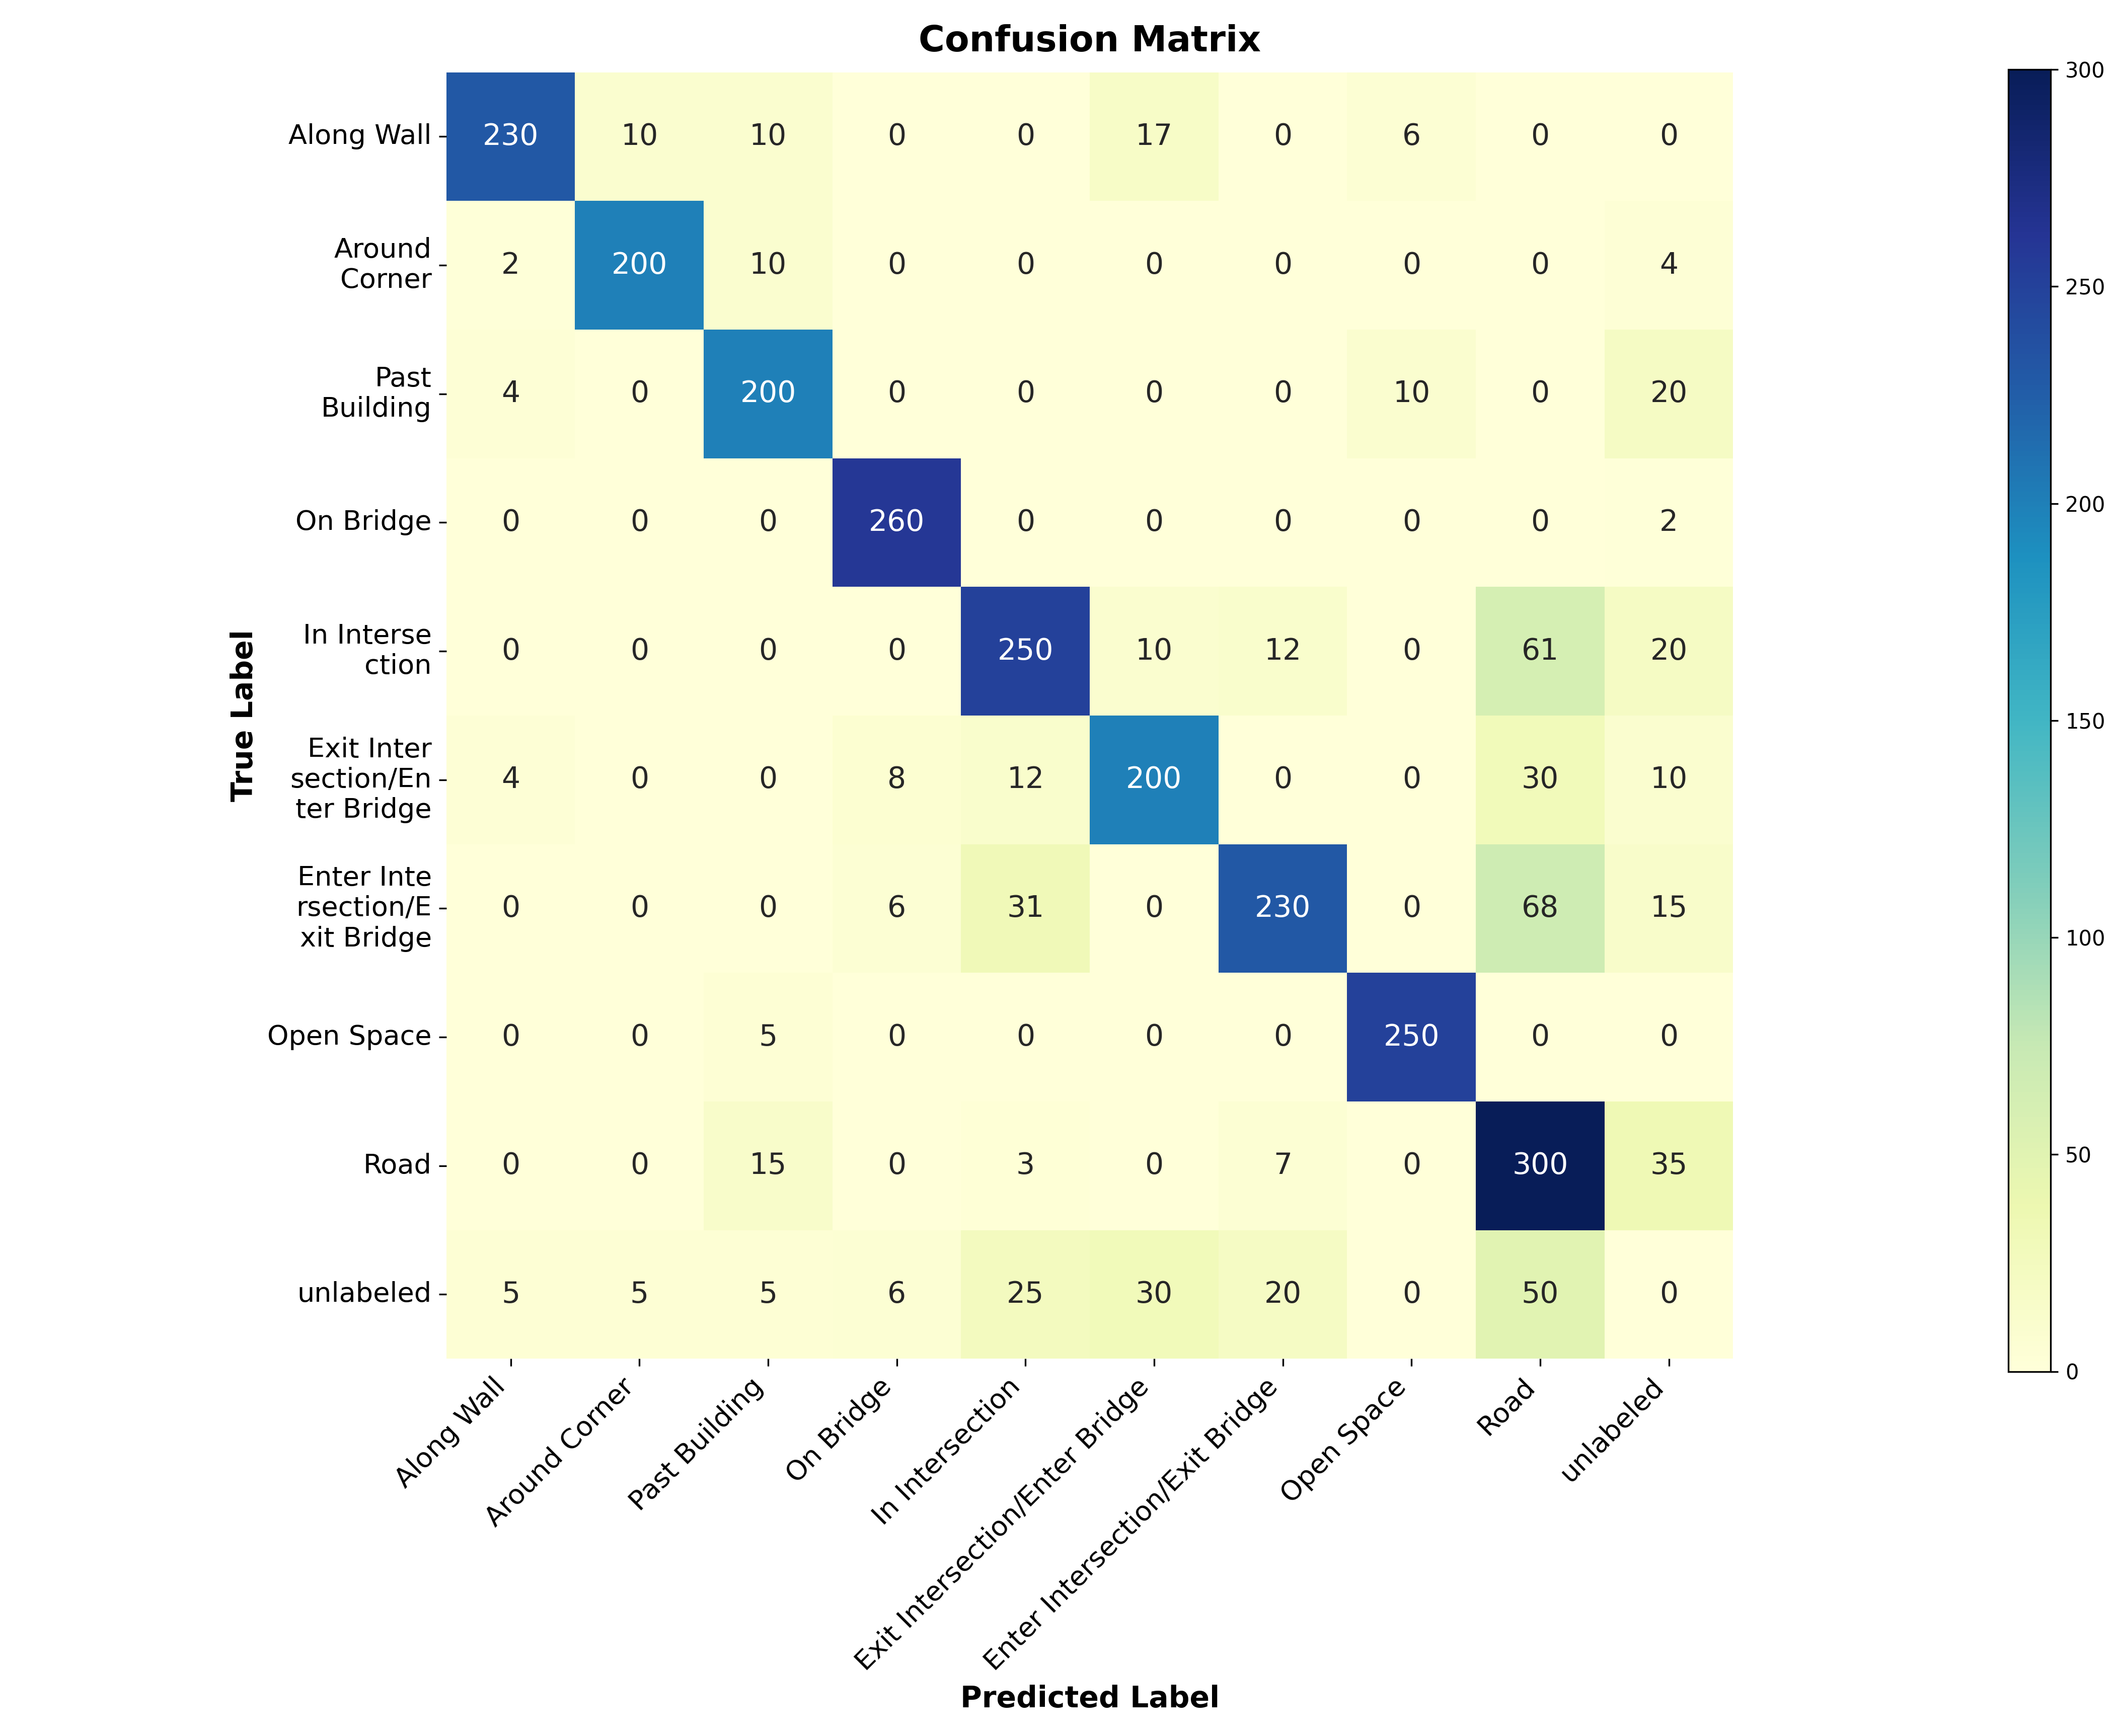 Confusion Matrix
Along Wall 230 10 10 0 0 17 0 6 0 0
Around
Corner 2 200 10 0 0 0 0 0 0 4
Past
Building 4 0 200 0 0 0 0 10 0 20
On Bridge 0 0 0 260 0 0 0 0 0 2
In Interse
ction 0 0 0 0 250 10 12 0 61 20
Exit Inter
section/En
ter Bridge 4 0 0 8 12 200 0 0 30 10
Enter Inte
rsection/E
xit Bridge 0 0 0 6 31 0 230 0 68 15
Open Space 0 0 5 0 0 0 0 250 0 0
Road 0 0 15 0 3 0 7 0 300 35
unlabeled 5 5 5 6 25 30 20 0 50 0
True Label
Along Wall
Around Corner
Past Building
On Bridge
In Intersection
Exit Intersection/Enter Bridge
Enter Intersection/Exit Bridge
Open Space
Road
unlabeled
Predicted Label
300
250
200
150
100
50
0